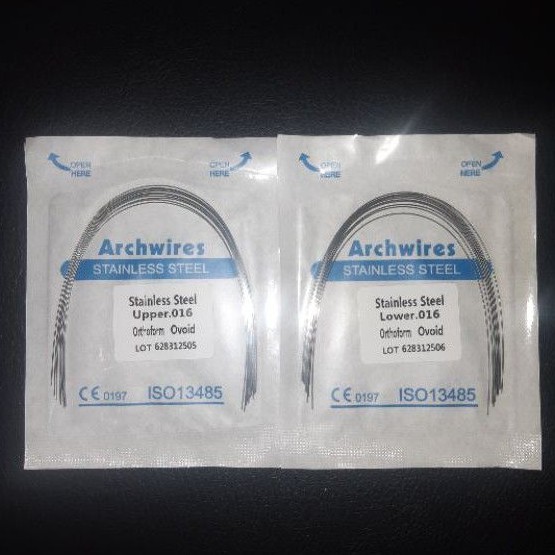 OPEN
HERE
OPEN
HERE
Archwires
STAINLESS STEEL
Stainless Steel
Upper.016
Orthoform Ovoid
LOT 628312505
CE 0197 ISO13485
OPEN
HERE
OPEN
HERE
Archwires
STAINLESS STEEL
Stainless Steel
Lower.016
Orthoform Ovoid
LOT 628312506
CE 0197 ISO13485